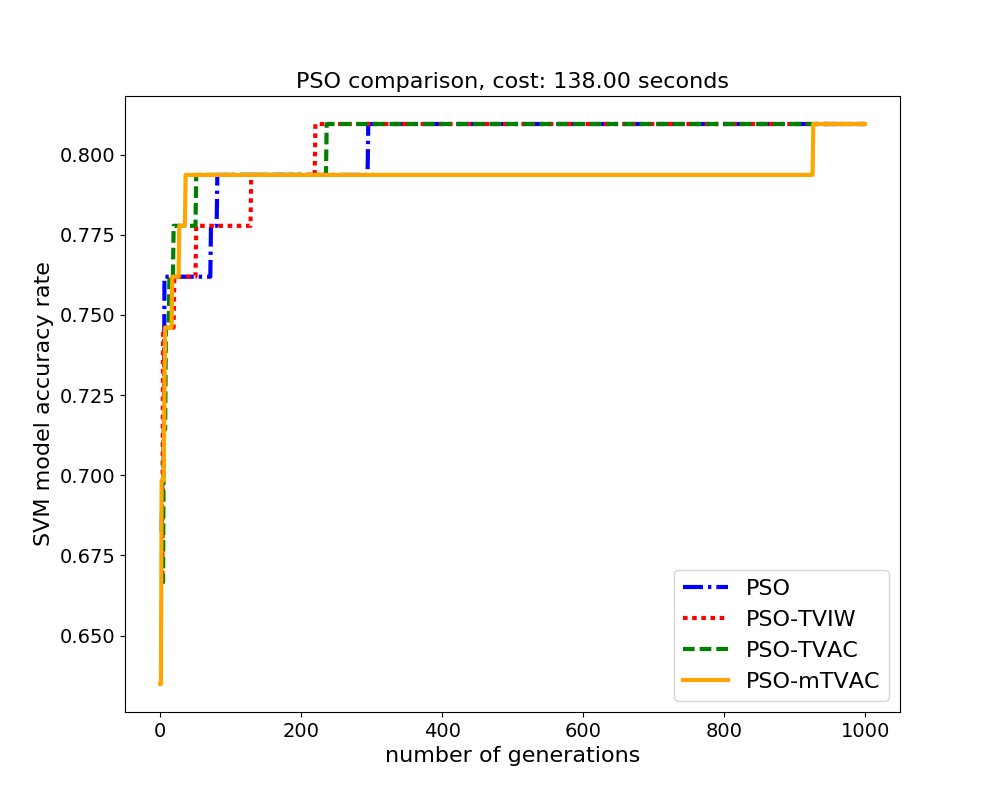 PSO comparison, cost: 138.00 seconds
SVM model accuracy rate
0.800
0.775
0.750
0.725
0.700
0.675
0.650
0 200 400 600 800 1000
number of generations
PSO
PSO-TVIW
PSO-TVAC
PSO-mTVAC